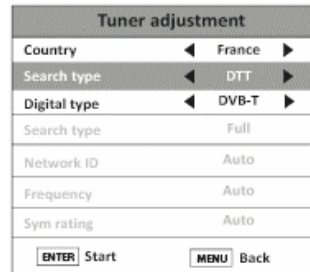 Tuner adjustment
Country ◀ France ▶
Search type ◀ DTT ▶
Digital type ◀ DVB-T ▶
Search type Full
Network ID Auto
Frequency Auto
Sym rating Auto
ENTER Start MENU Back